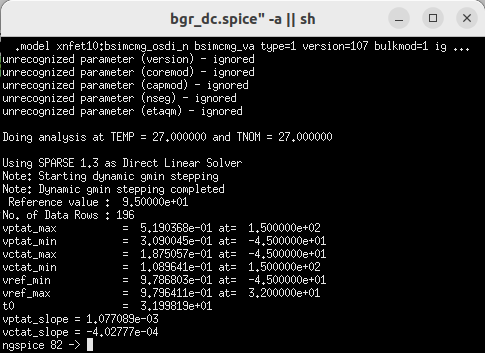 bgr_dc.spice" -a || sh
.model xnfet10:bsimcmg_osdi_n bsimcmg_va type=1 version=107 bulkmod=1 ig ...
unrecognized parameter (version) - ignored
unrecognized parameter (coremod) - ignored
unrecognized parameter (capmod) - ignored
unrecognized parameter (nseg) - ignored
unrecognized parameter (etaqm) - ignored
Doing analysis at TEMP = 27.000000 and TNOM = 27.000000
Using SPARSE 1.3 as Direct Linear Solver
Note: Starting dynamic gmin stepping
Note: Dynamic gmin stepping completed
Reference value : 9.50000e+01
No. of Data Rows : 196
vptat_max = 5.190368e-01 at= 1.500000e+02
vptat_min = 3.090045e-01 at= -4.500000e+01
vctat_max = 1.875057e-01 at= -4.500000e+01
vctat_min = 1.089641e-01 at= 1.500000e+02
vref_min = 9.786803e-01 at= -4.500000e+01
vref_max = 9.796411e-01 at= 3.200000e+01
t0 = 3.199819e+01
vptat_slope = 1.077089e-03
vctat_slope = -4.02777e-04
ngspice 82 ->